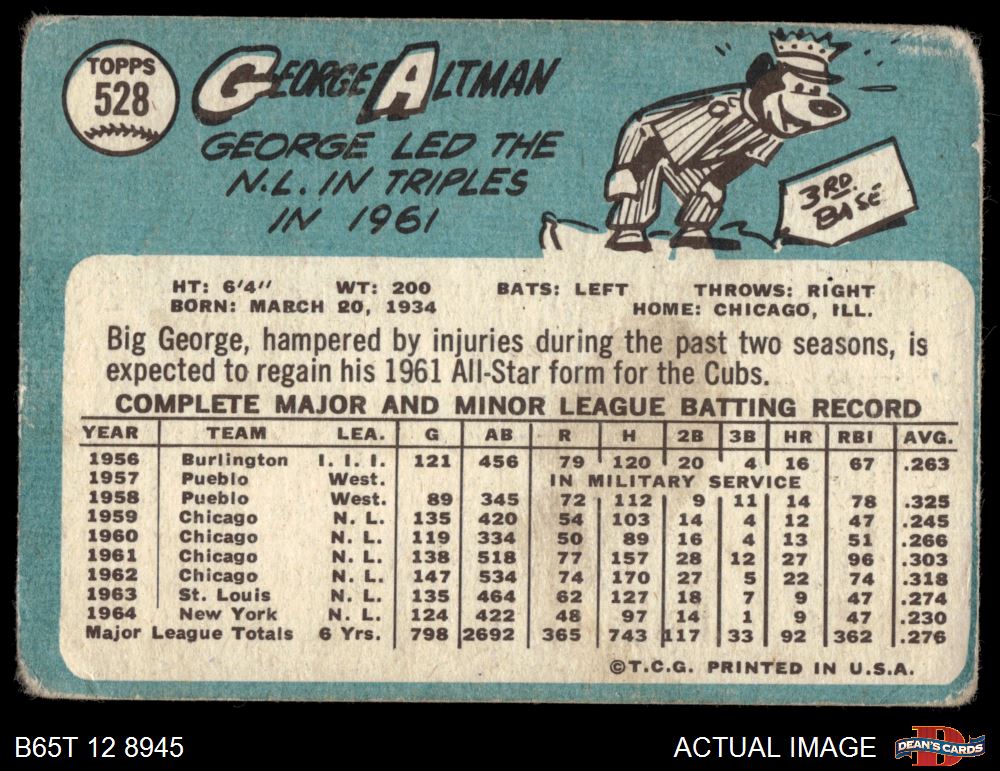 TOPPS
528
GEORGE ALTMAN
GEORGE LED THE
N.L. IN TRIPLES
IN 1961
3RD.
BASE
HT: 6'4" WT: 200 BATS: LEFT THROWS: RIGHT
BORN: MARCH 20, 1934 HOME: CHICAGO, ILL.
Big George, hampered by injuries during the past two seasons, is
expected to regain his 1961 All-Star form for the Cubs.
COMPLETE MAJOR AND MINOR LEAGUE BATTING RECORD
YEAR TEAM LEA. G AB R H 2B 3B HR RBI AVG.
1956 Burlington I. I. I. 121 456 79 120 20 4 16 67 .263
1957 Pueblo West. IN MILITARY SERVICE
1958 Pueblo West. 89 345 72 112 9 11 14 78 .325
1959 Chicago N. L. 135 420 54 103 14 4 12 47 .245
1960 Chicago N. L. 119 334 50 89 16 4 13 51 .266
1961 Chicago N. L. 138 518 77 157 28 12 27 96 .303
1962 Chicago N. L. 147 534 74 170 27 5 22 74 .318
1963 St. Louis N. L. 135 464 62 127 18 7 9 47 .274
1964 New York N. L. 124 422 48 97 14 1 9 47 .230
Major League Totals 6 Yrs. 798 2692 365 743 117 33 92 362 .276
©T.C.G. PRINTED IN U.S.A.
B65T 12 8945 ACTUAL IMAGE DEAN'S CARDS